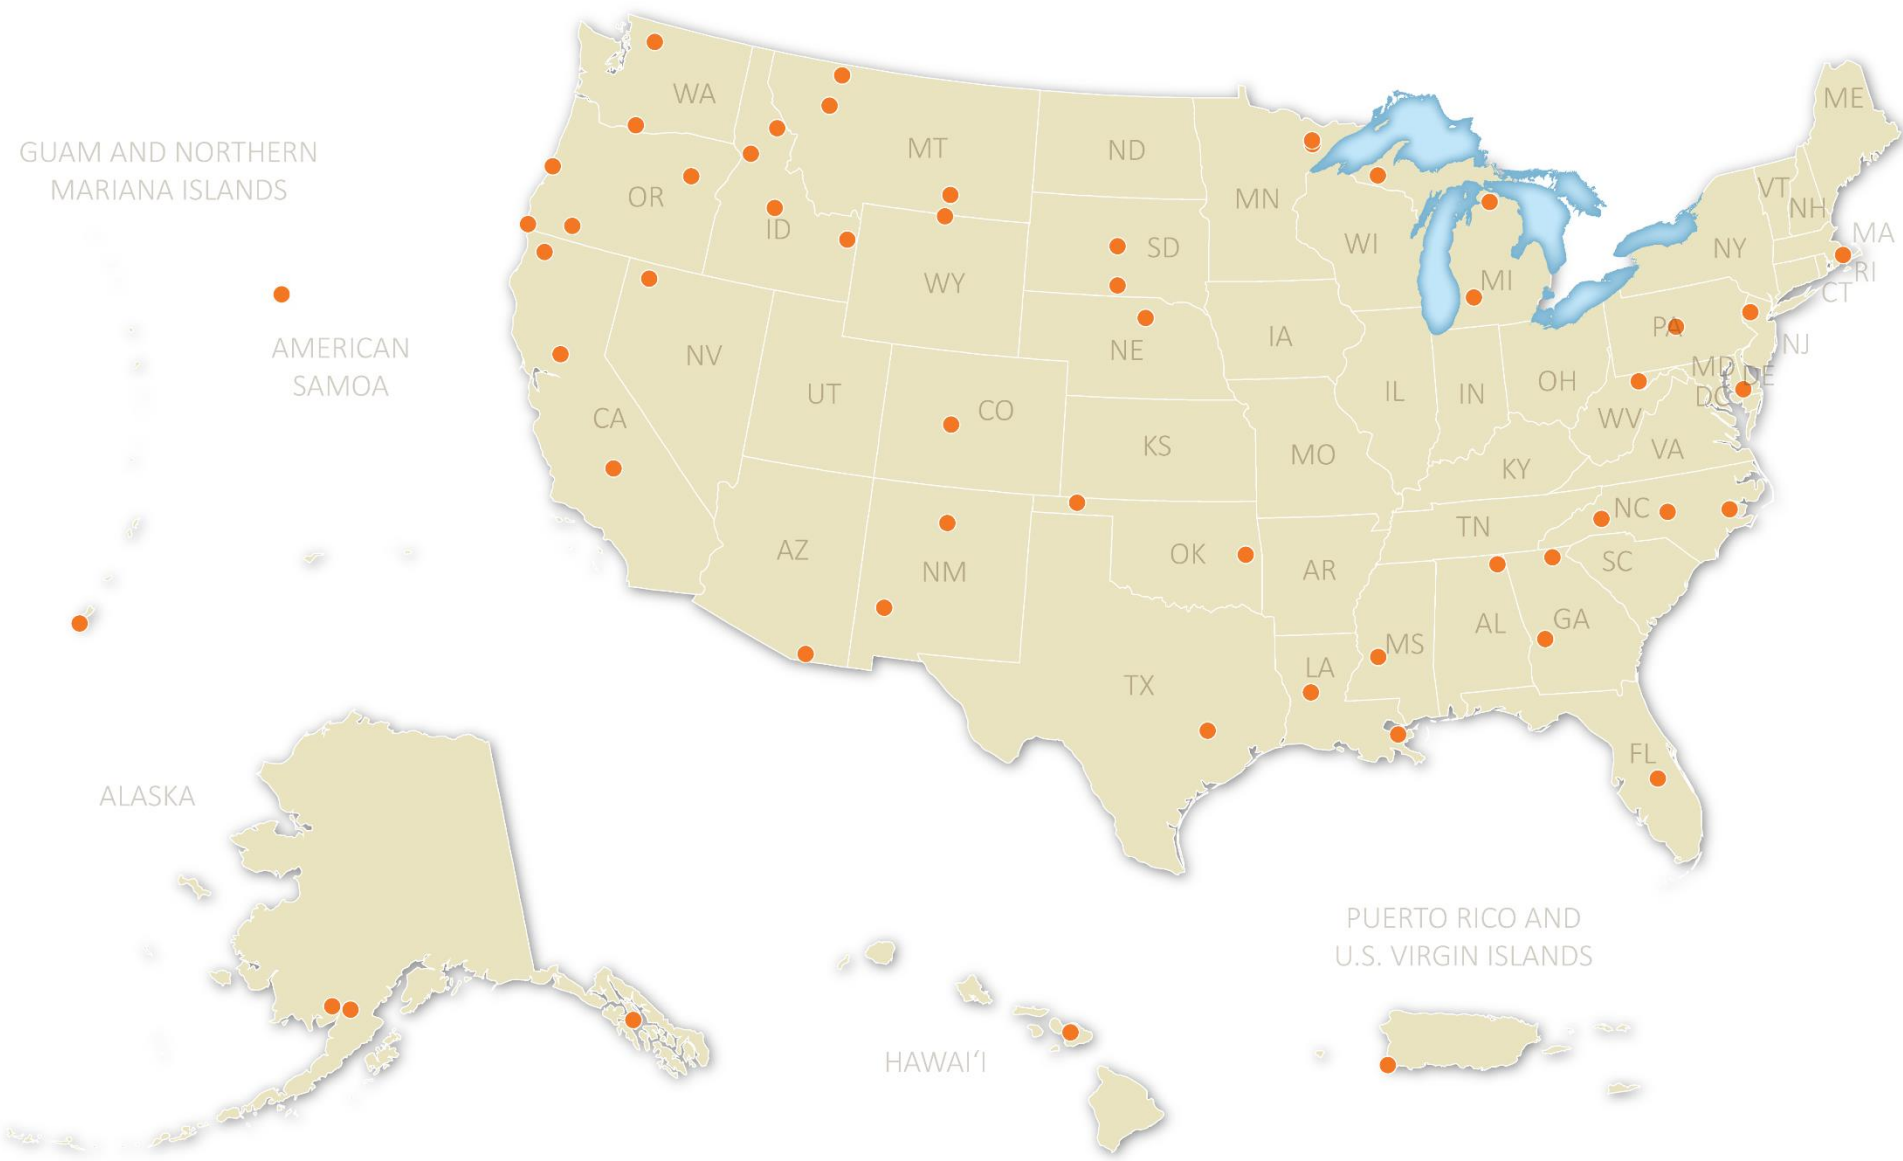 GUAM AND NORTHERN
MARIANA ISLANDS
AMERICAN
SAMOA
WA
OR
ID
MT
ND
MN
SD
WY
NE
NV
UT
CO
CA
AZ
NM
KS
OK
TX
IA
MO
AR
LA
WI
MI
IL
IN
OH
KY
TN
MS
AL
GA
FL
SC
NC
VA
WV
PA
MD
DE
DC
NJ
NY
CT
RI
MA
VT
NH
ME
ALASKA
HAWAIʻI
PUERTO RICO AND
U.S. VIRGIN ISLANDS